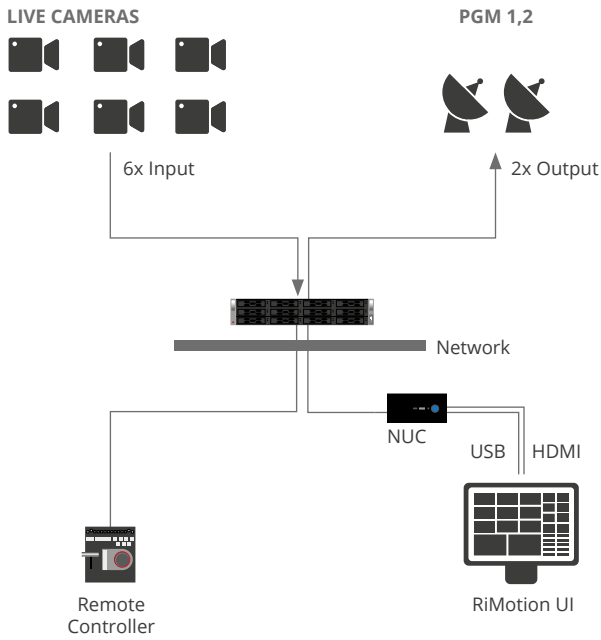 LIVE CAMERAS
PGM 1,2
6x Input
2x Output
Network
NUC
USB
HDMI
Remote
Controller
RiMotion UI